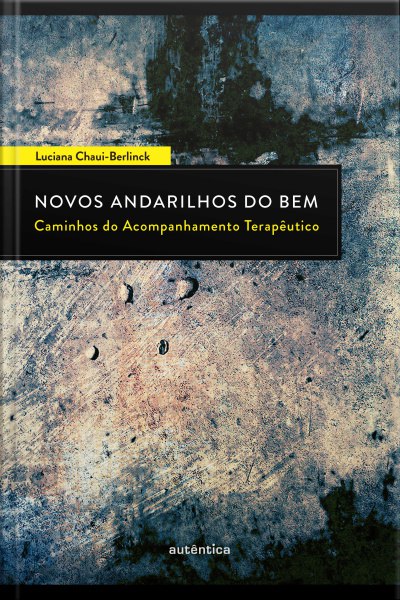 Luciana Chaui-Berlinck
NOVOS ANDARILHOS DO BEM
Caminhos do Acompanhamento Terapêutico
autêntica